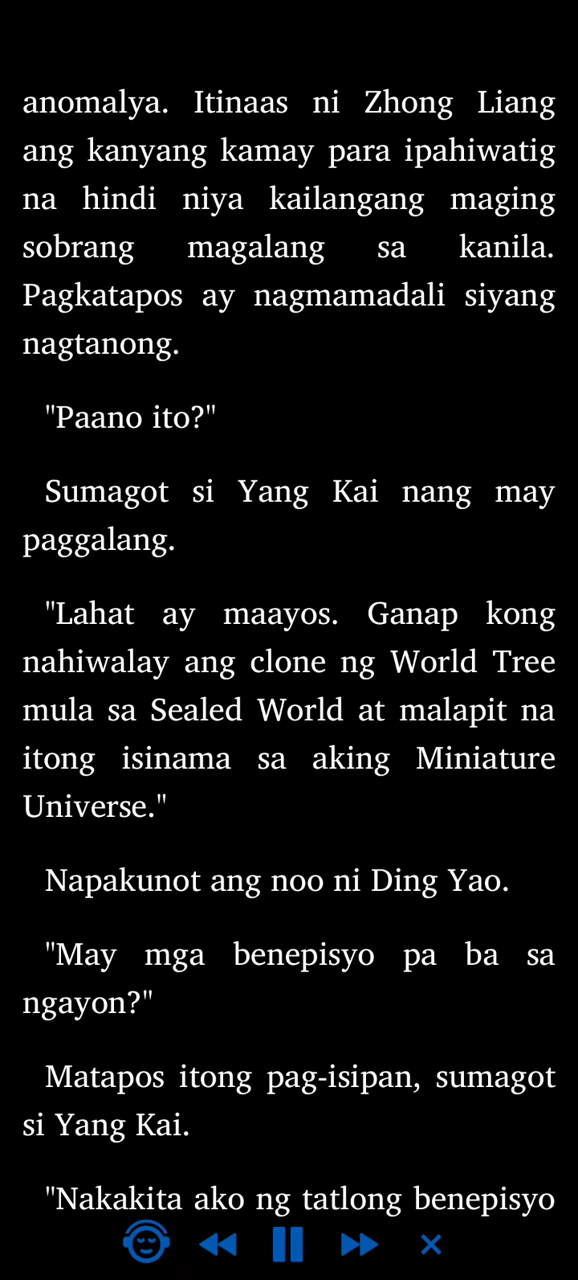 anomalya. Itinaas ni Zhong Liang
ang kanyang kamay para ipahiwatig
na hindi niya kailangang maging
sobrang magalang sa kanila.
Pagkatapos ay nagmamadali siyang
nagtanong.
"Paano ito?"
Sumagot si Yang Kai nang may
paggalang.
"Lahat ay maayos. Ganap kong
nahiwalay ang clone ng World Tree
mula sa Sealed World at malapit na
itong isinama sa aking Miniature
Universe."
Napakunot ang noo ni Ding Yao.
"May mga benepisyo pa ba sa
ngayon?"
Matapos itong pag-isipan, sumagot
si Yang Kai.
"Nakakita ako ng tatlong benepisyo